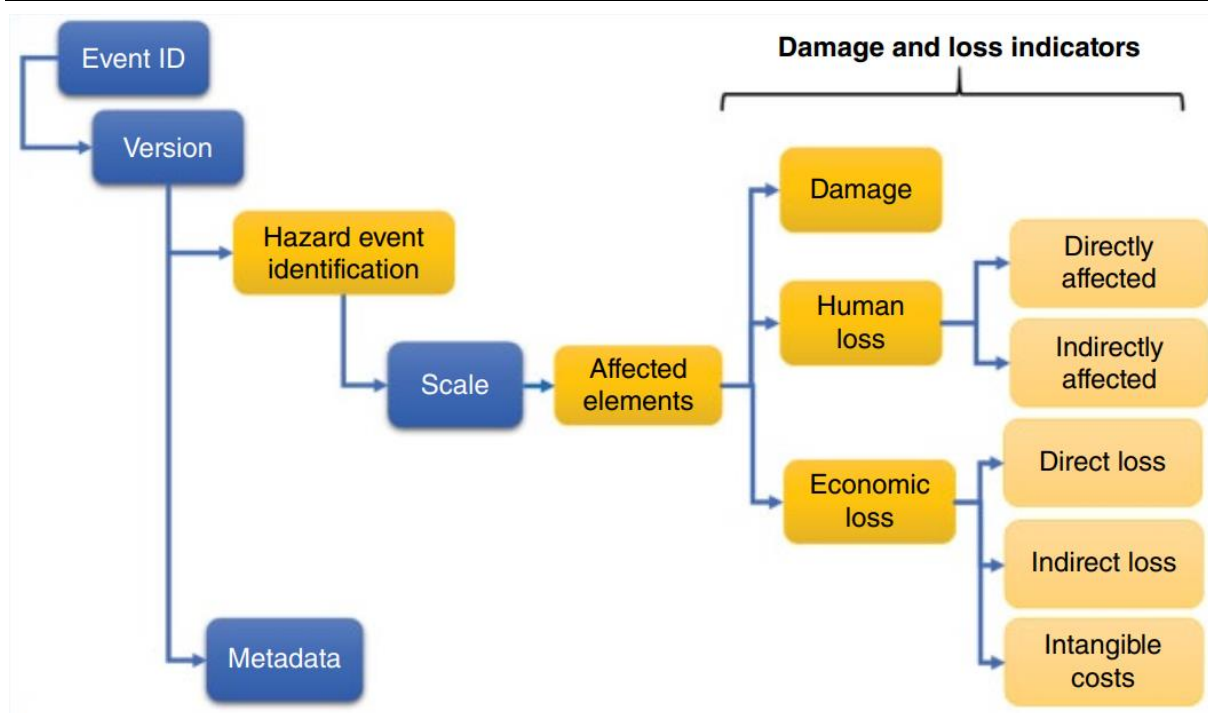 Damage and loss indicators
Event ID
Version
Hazard event
identification
Scale
Affected
elements
Damage
Human
loss
Directly
affected
Indirectly
affected
Economic
loss
Direct loss
Indirect loss
Intangible
costs
Metadata